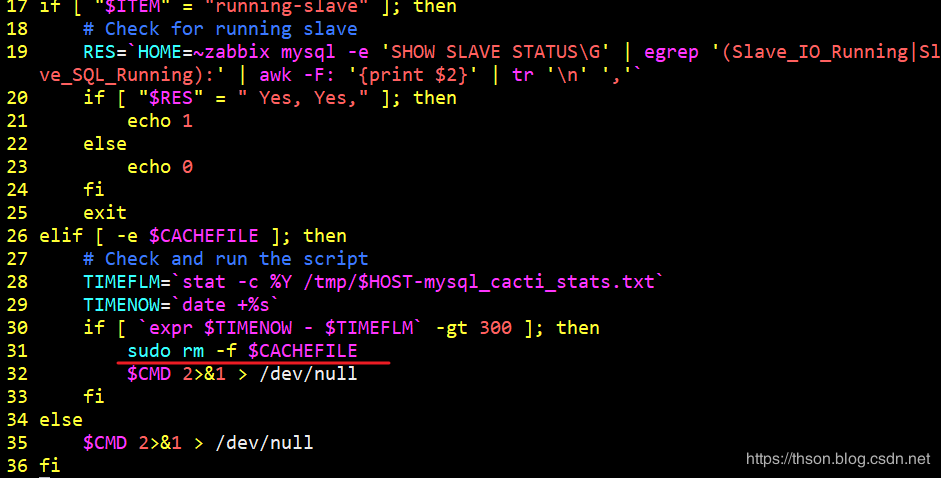 17 if [ "$ITEM" = "running-slave" ]; then
18     # Check for running slave
19     RES=`HOME=~zabbix mysql -e 'SHOW SLAVE STATUS\G' | egrep '(Slave_IO_Running|Sl
ve_SQL_Running):' | awk -F: '{print $2}' | tr '\n' ','`
20     if [ "$RES" = " Yes, Yes," ]; then
21         echo 1
22     else
23         echo 0
24     fi
25     exit
26 elif [ -e $CACHEFILE ]; then
27     # Check and run the script
28     TIMEFLM=`stat -c %Y /tmp/$HOST-mysql_cacti_stats.txt`
29     TIMENOW=`date +%s`
30     if [ `expr $TIMENOW - $TIMEFLM` -gt 300 ]; then
31         sudo rm -f $CACHEFILE
32         $CMD 2>&1 > /dev/null
33     fi
34 else
35     $CMD 2>&1 > /dev/null
36 fi
https://thson.blog.csdn.net